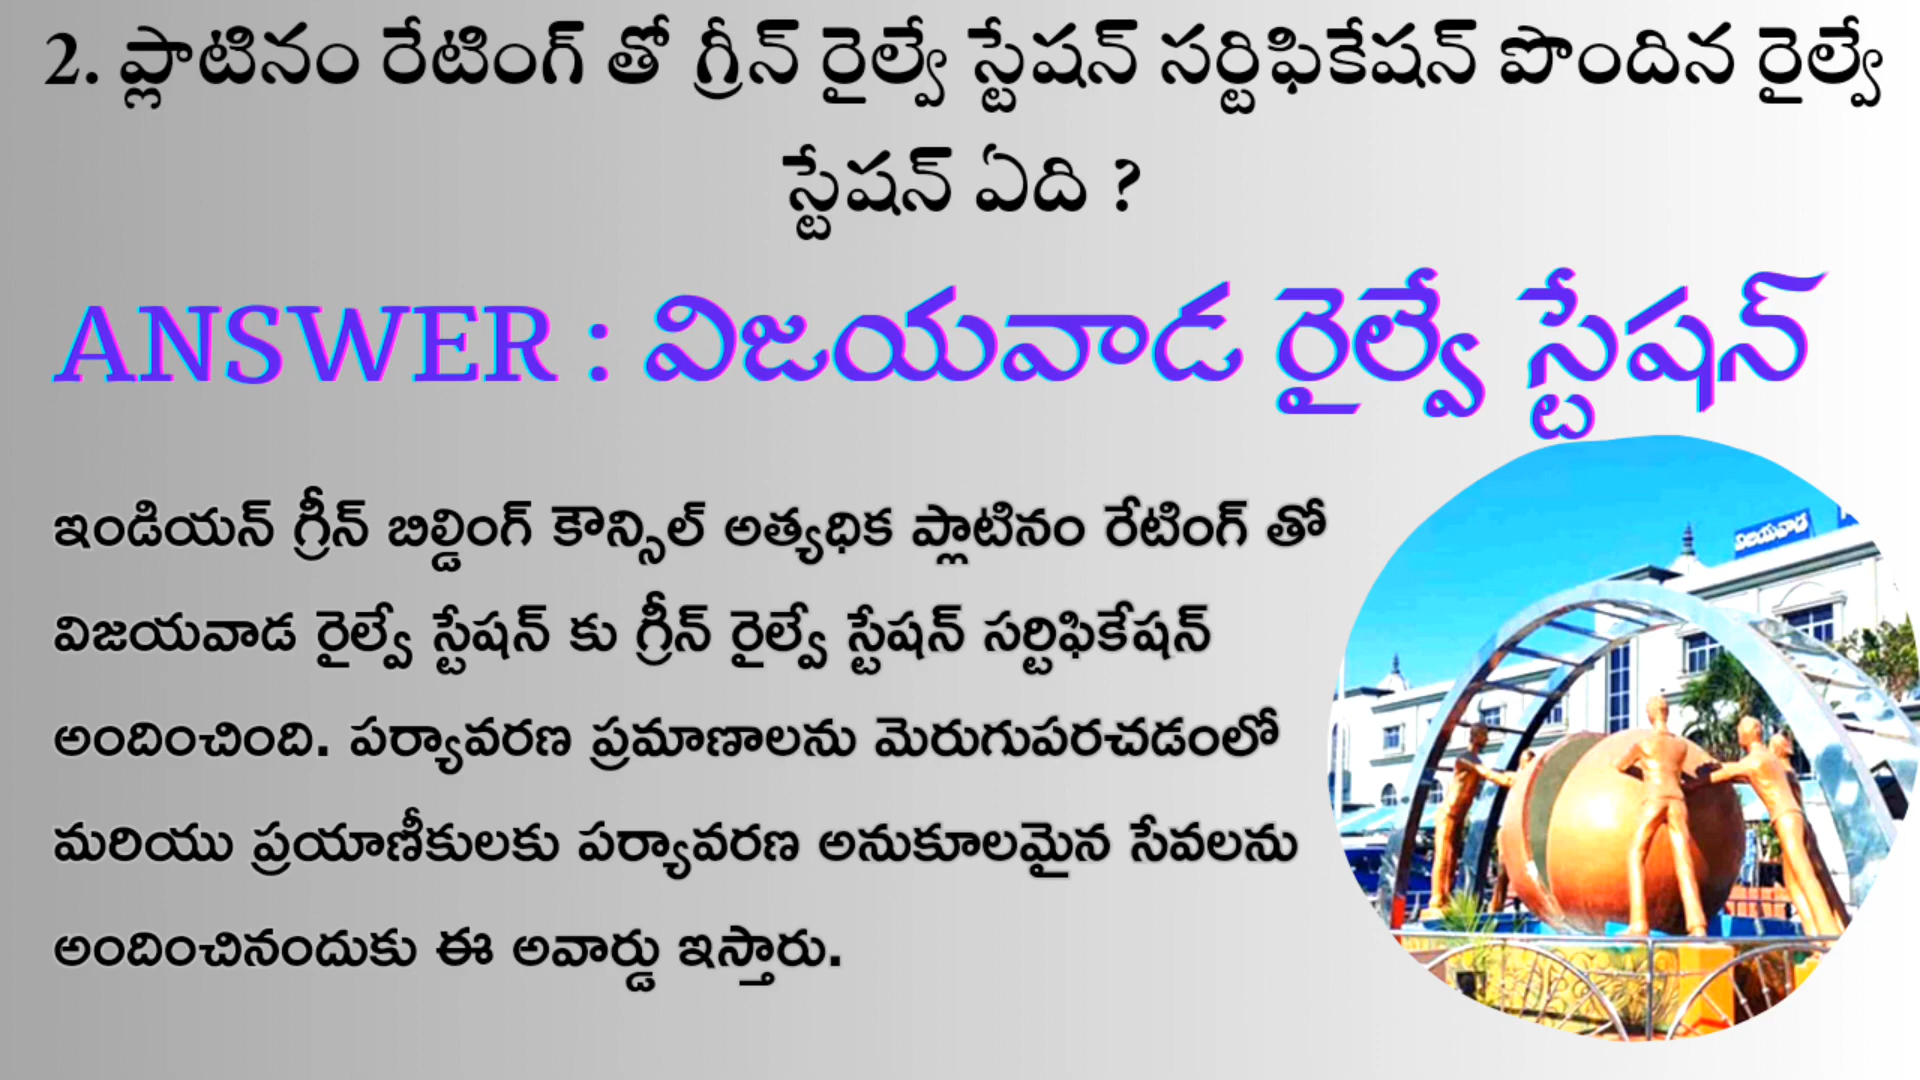 2. ప్లాటినం రేటింగ్ తో గ్రీన్ రైల్వే స్టేషన్ సర్టిఫికేషన్ పొందిన రైల్వే
స్టేషన్ ఏది ?
ANSWER : విజయవాడ రైల్వే స్టేషన్
ఇండియన్ గ్రీన్ బిల్డింగ్ కౌన్సిల్ అత్యధిక ప్లాటినం రేటింగ్ తో
విజయవాడ రైల్వే స్టేషన్ కు గ్రీన్ రైల్వే స్టేషన్ సర్టిఫికేషన్
అందించింది. పర్యావరణ ప్రమాణాలను మెరుగుపరచడంలో
మరియు ప్రయాణీకులకు పర్యావరణ అనుకూలమైన సేవలను
అందించినందుకు ఈ అవార్డు ఇస్తారు.
విజయవాడ